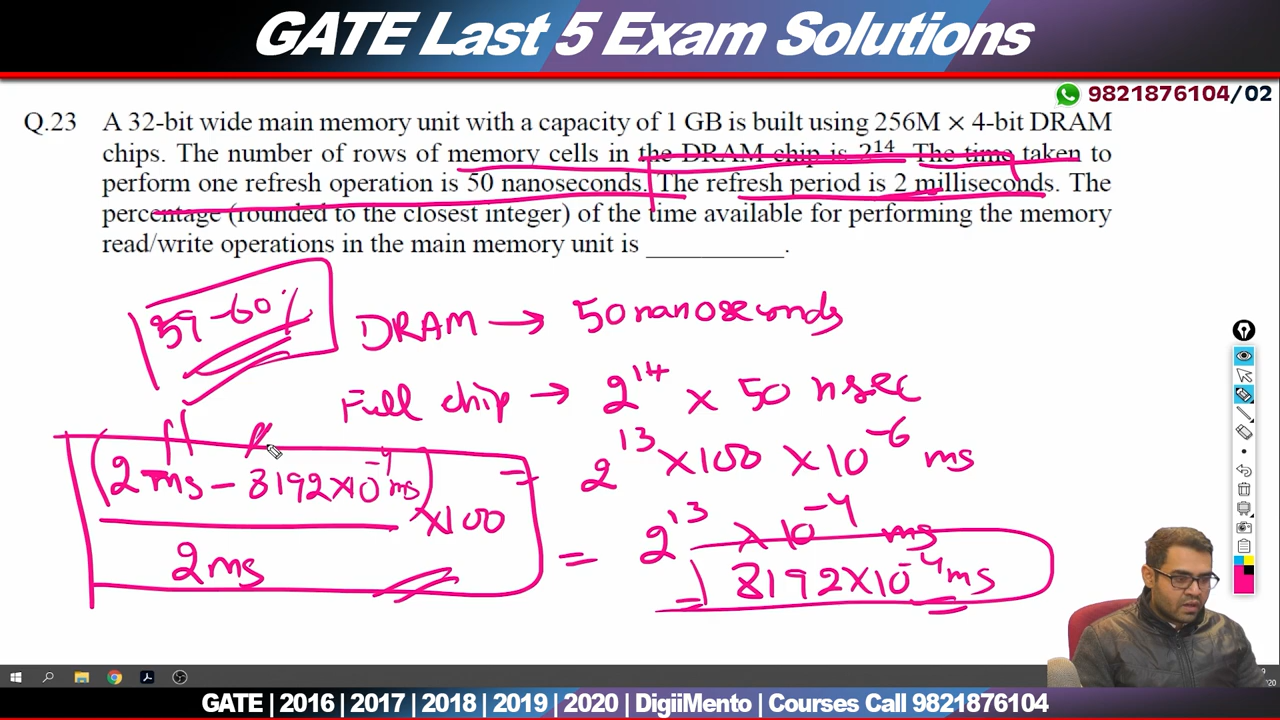 GATE Last 5 Exam Solutions
9821876104/02
Q.23 A 32-bit wide main memory unit with a capacity of 1 GB is built using 256M × 4-bit DRAM
chips. The number of rows of memory cells in the DRAM chip is 2^14. The time taken to
perform one refresh operation is 50 nanoseconds. The refresh period is 2 milliseconds. The
percentage (rounded to the closest integer) of the time available for performing the memory
read/write operations in the main memory unit is ___________.
59-60%
DRAM → 50 nanoseconds
Full chip → 2^14 × 50 nsec
= 2^13 × 100 × 10^-6 ms
(2 ms - 8192×10^-4 ms)
×100
2 ms
= 2^13 × 10^-4 ms
= 8192×10^-4 ms
GATE | 2016 | 2017 | 2018 | 2019 | 2020 | DigiiMento | Courses Call 9821876104